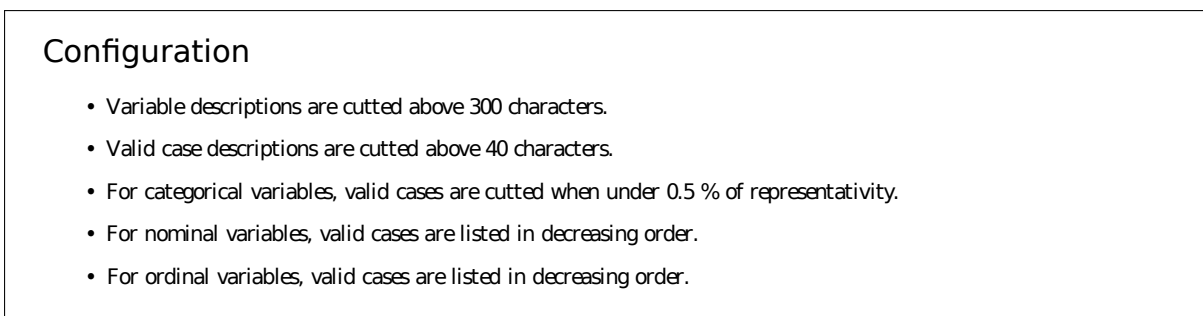 Configuration
• Variable descriptions are cutted above 300 characters.
• Valid case descriptions are cutted above 40 characters.
• For categorical variables, valid cases are cutted when under 0.5 % of representativity.
• For nominal variables, valid cases are listed in decreasing order.
• For ordinal variables, valid cases are listed in decreasing order.